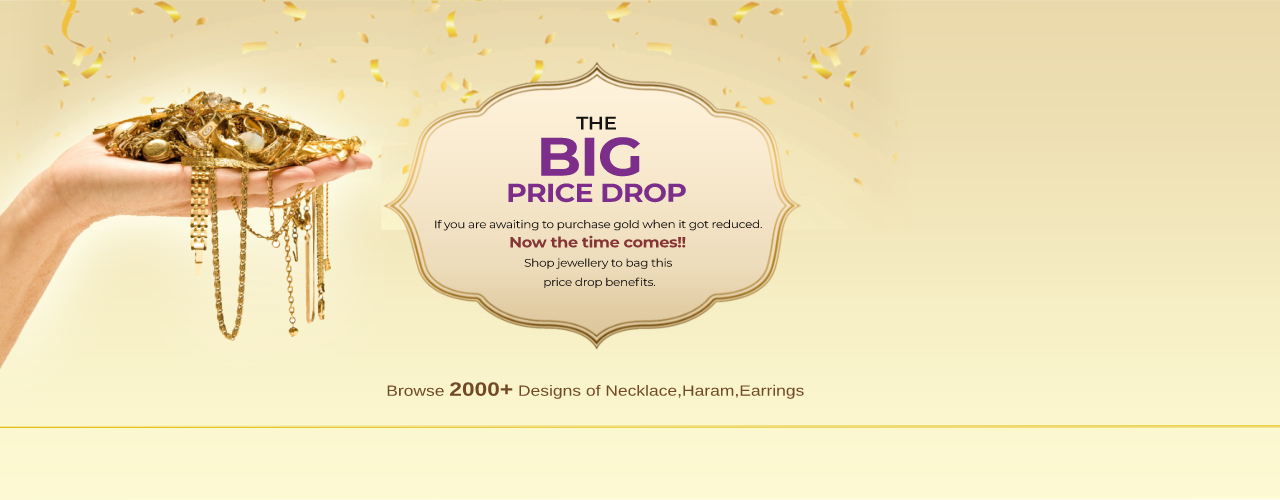 THE
BIG
PRICE DROP
If you are awaiting to purchase gold when it got reduced.
Now the time comes!!
Shop jewellery to bag this
price drop benefits.
Browse 2000+ Designs of Necklace,Haram,Earrings